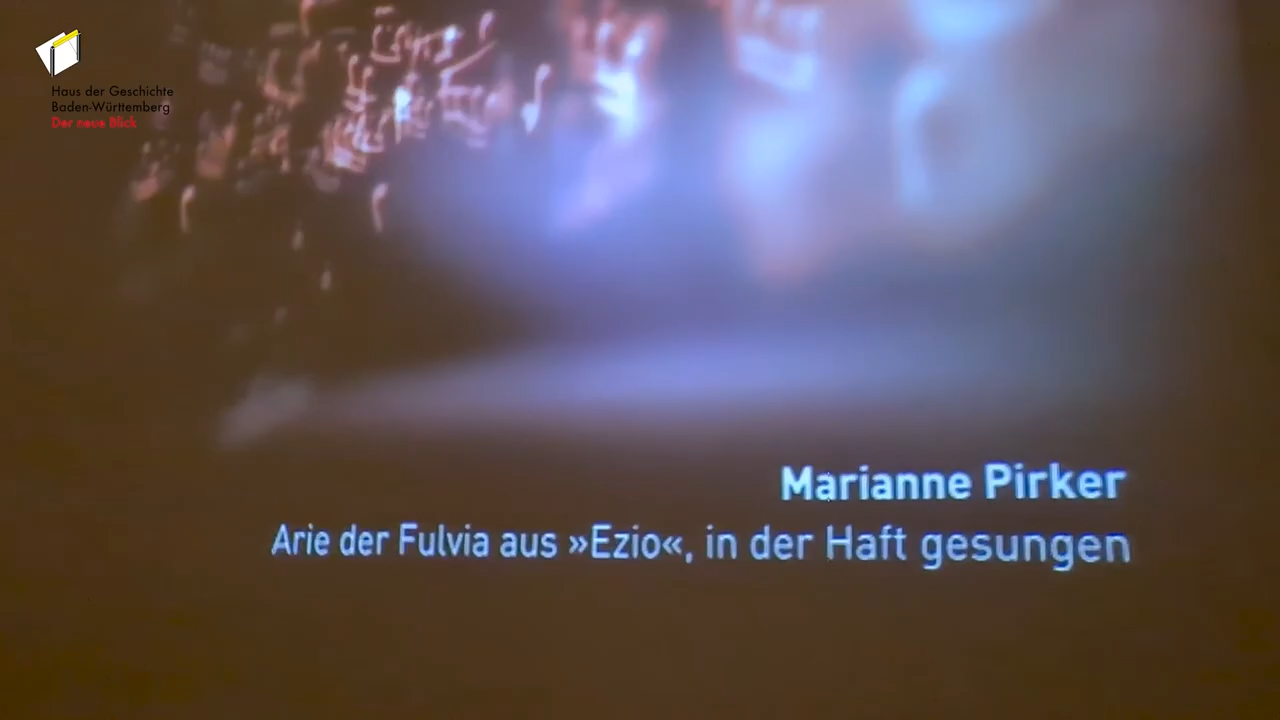 Haus der Geschichte
Baden-Württemberg
Der neue Blick
Marianne Pirker
Arie der Fulvia aus »Ezio«, in der Haft gesungen